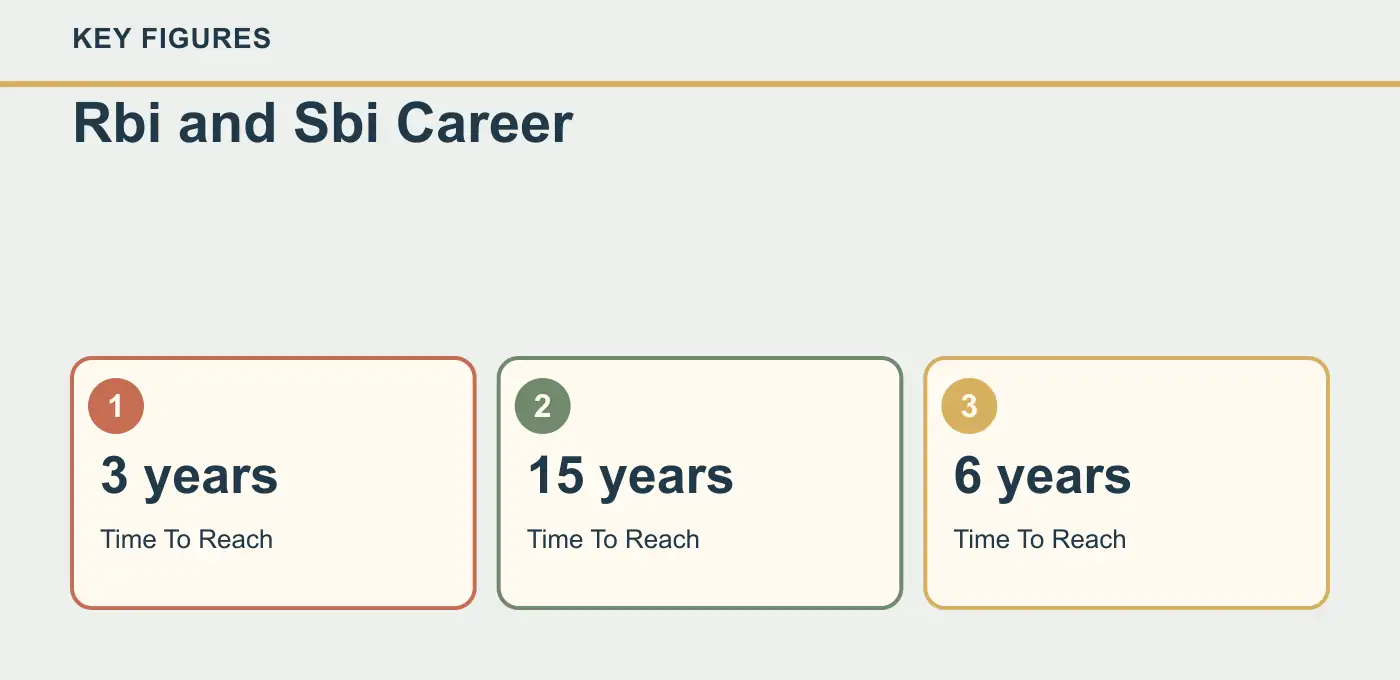 KEY FIGURES
Rbi and Sbi Career
1
3 years
Time To Reach
2
15 years
Time To Reach
3
6 years
Time To Reach